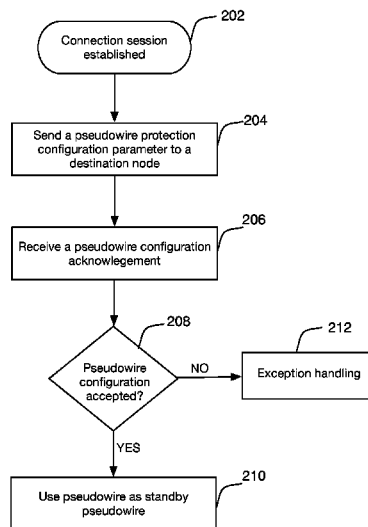 202
Connection session
established
204
Send a pseudowire protection
configuration parameter to a
destination node
206
Receive a pseudowire configuration
acknowlegement
208
Pseudowire
configuration
accepted?
NO
212
Exception handling
YES
210
Use pseudowire as standby
pseudowire